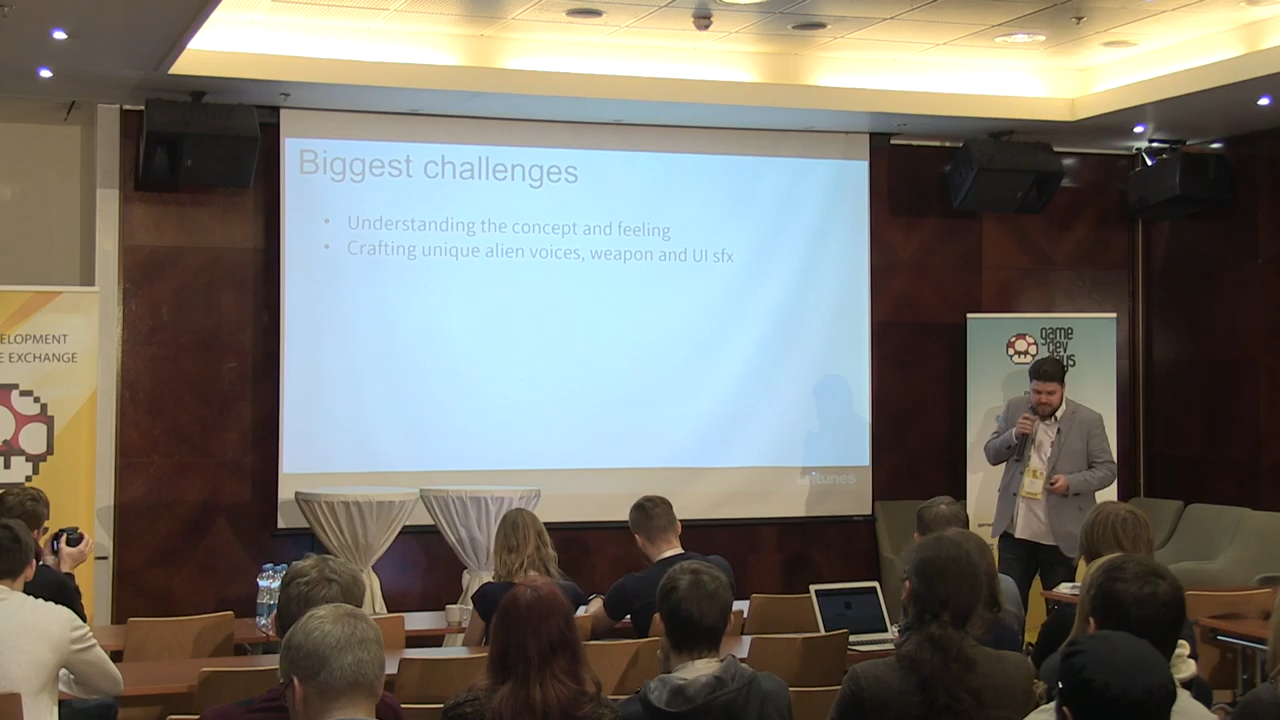 Biggest challenges
• Understanding the concept and feeling
• Crafting unique alien voices, weapon and UI sfx
itunes
ELOPMENT
E EXCHANGE
game
dev
days